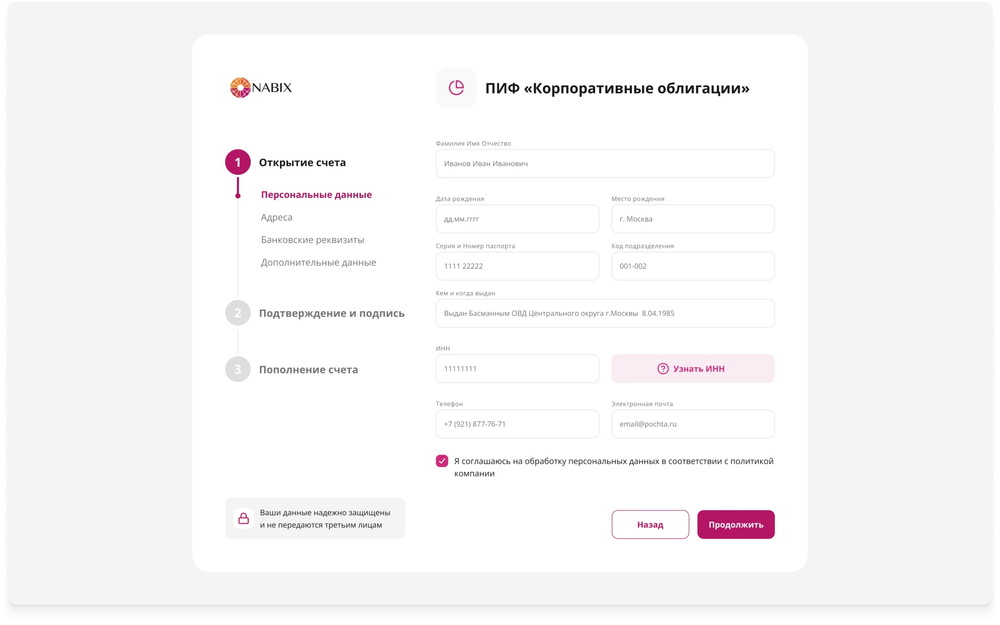 NABIX
ПИФ «Корпоративные облигации»
1 Открытие счета
Персональные данные
Адреса
Банковские реквизиты
Дополнительные данные
2 Подтверждение и подпись
3 Пополнение счета
Ваши данные надежно защищены
и не передаются третьим лицам
Фамилия Имя Отчество
Иванов Иван Иванович
Дата рождения
дд.мм.гггг
Место рождения
г. Москва
Серия и Номер паспорта
1111 22222
Код подразделения
001-002
Кем и когда выдан
Выдан Басманным ОВД Центрального округа г.Москвы 8.04.1985
ИНН
11111111
Узнать ИНН
Телефон
+7 (921) 877-76-71
Электронная почта
email@pochta.ru
Я соглашаюсь на обработку персональных данных в соответствии с политикой
компании
Назад
Продолжить